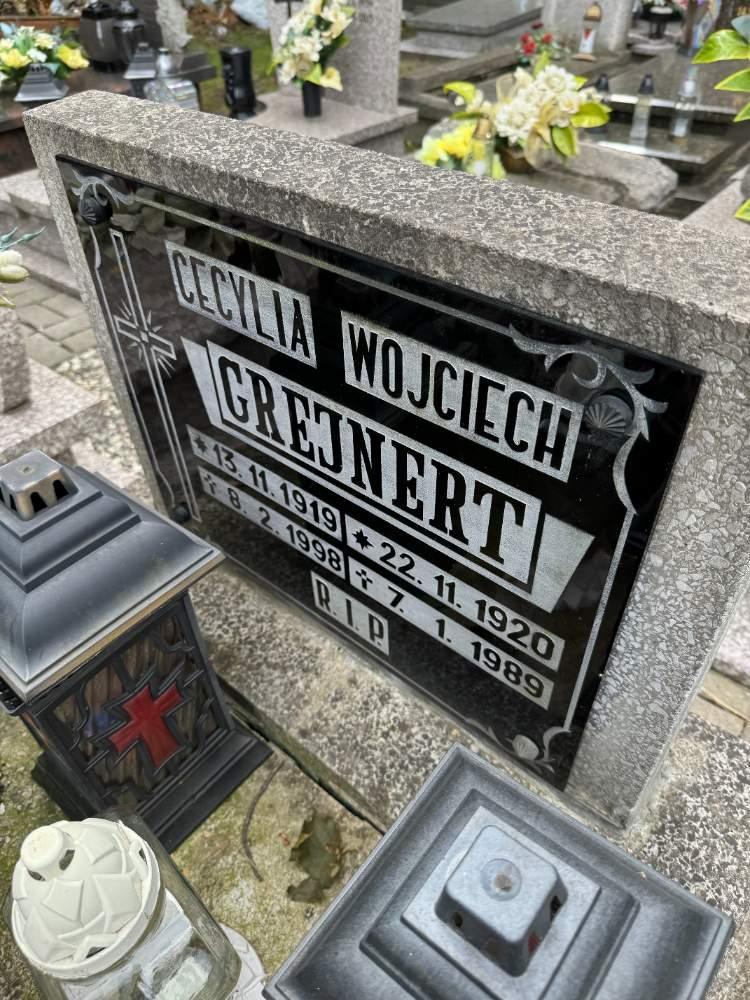 CECYLIA WOJCIECH
GREJNERT
* 13. 11. 1919 * 22. 11. 1920
† 8. 2. 1998 † 7. 1. 1989
R.I.P